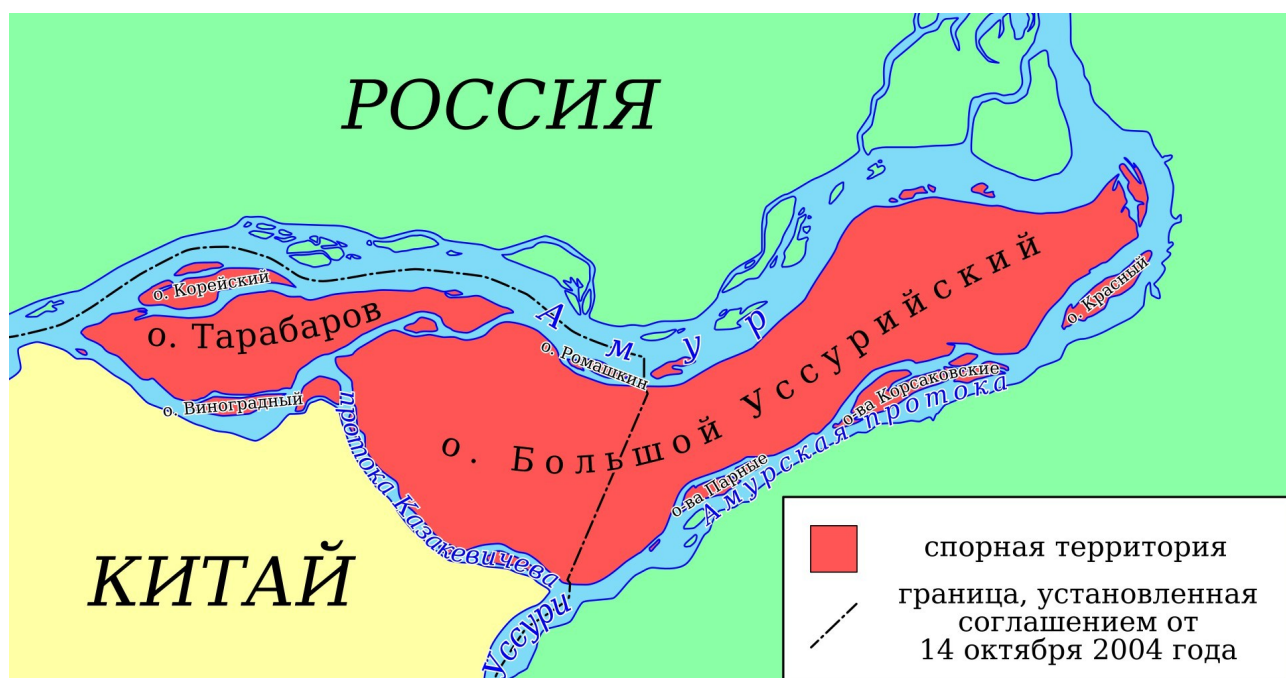 РОССИЯ
о. Корейский
о. Тарабаров
о. Виноградный
Амур
о. Ромашкин
о. Большой Уссурийский
о. Красный
о-ва Корсаковские
Амурская протока
о-ва Парные
протока Казакевичева
Уссури
КИТАЙ
спорная территория
граница, установленная
соглашением от
14 октября 2004 года